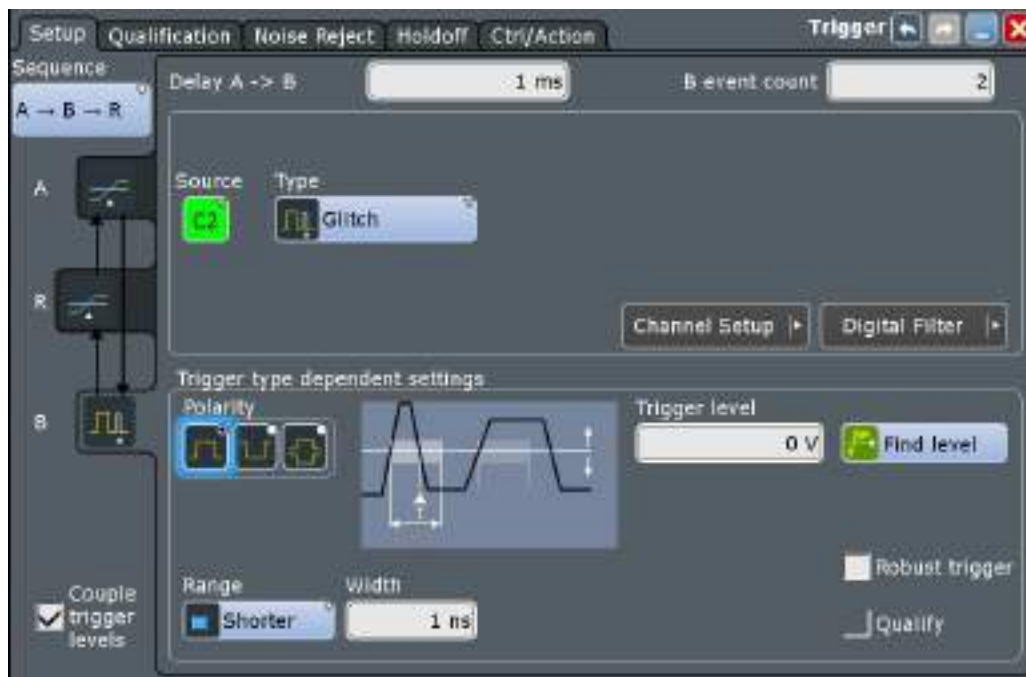 Setup Qualification Noise Reject Holdoff Ctrl/Action Trigger
Sequence
A → B → R
Delay A -> B 1 ms B event count 2
A
Source Type
C2 Glitch
R
Channel Setup Digital Filter
Trigger type dependent settings
Polarity Trigger level
B
0 V Find level
T
Robust trigger
Range Width
Couple trigger levels
Shorter 1 ns
Qualify